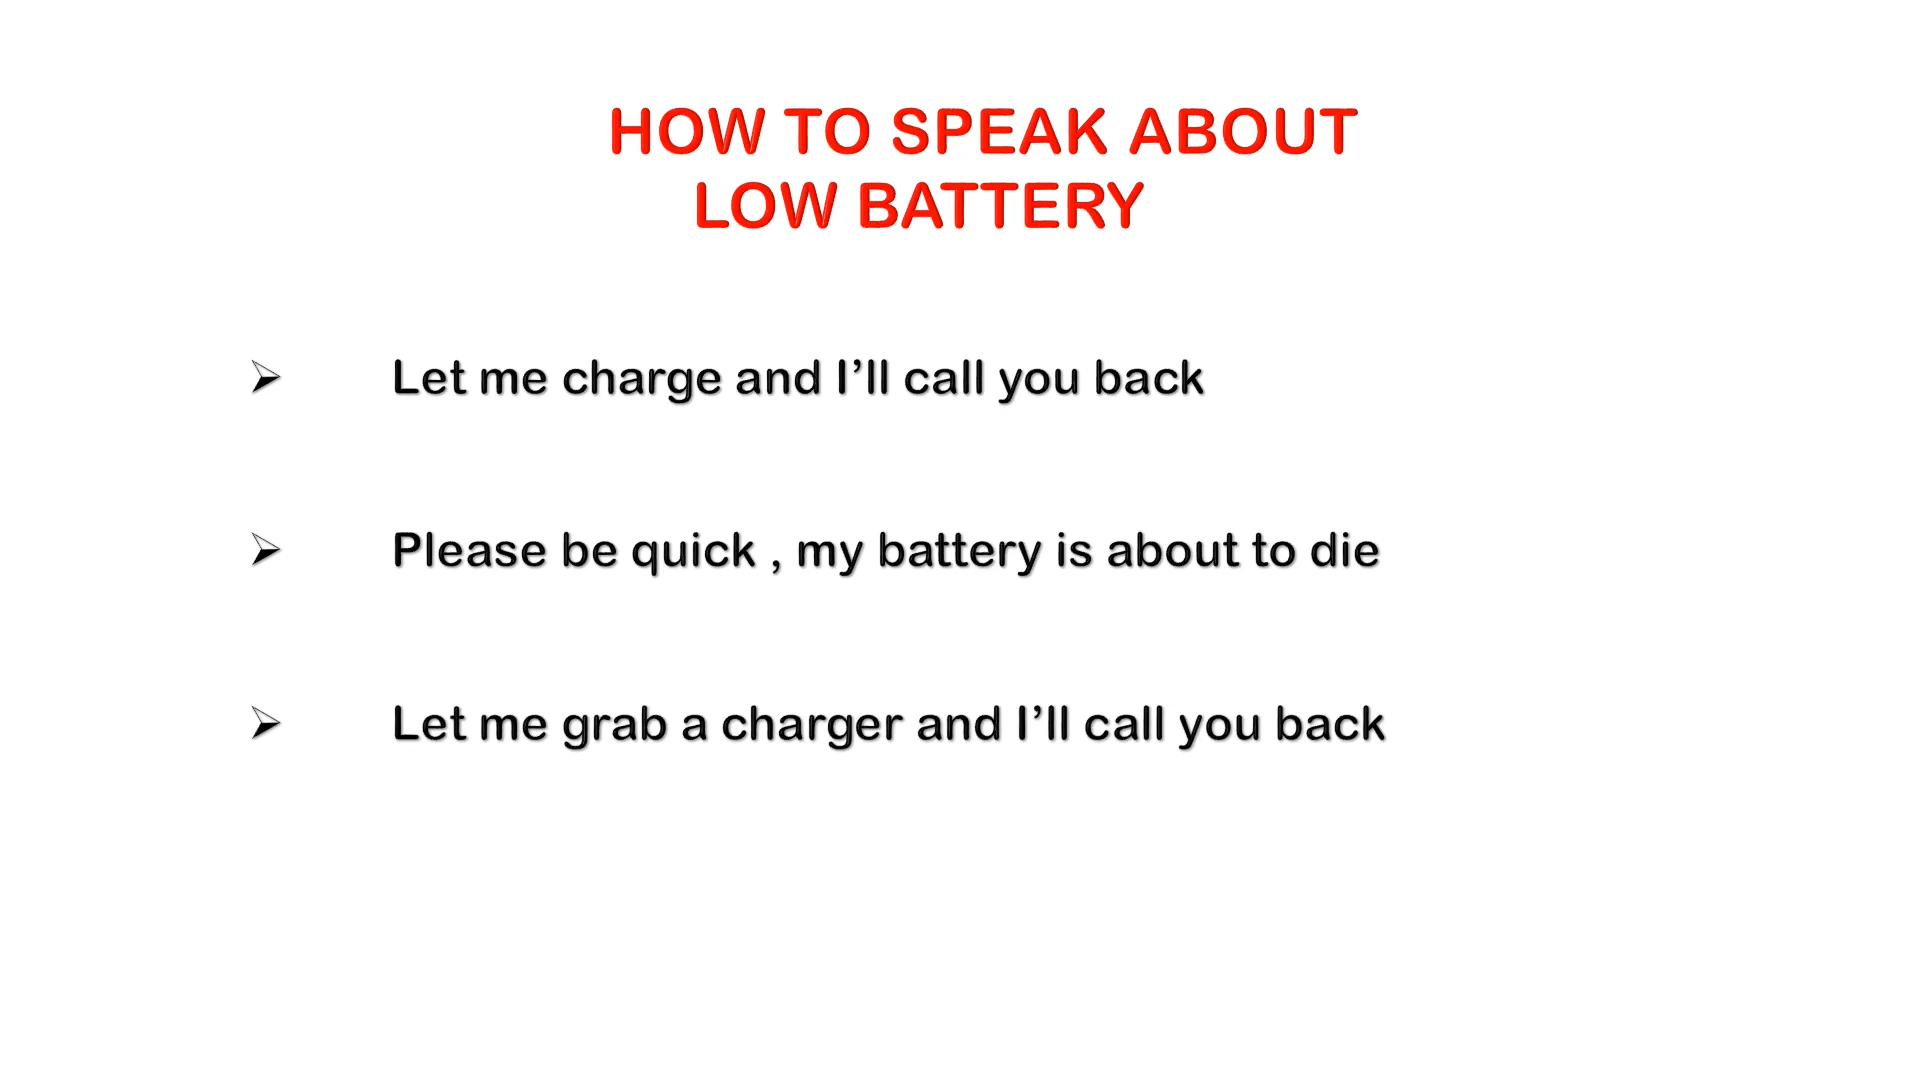 HOW TO SPEAK ABOUT
LOW BATTERY
➢ Let me charge and I’ll call you back
➢ Please be quick , my battery is about to die
➢ Let me grab a charger and I’ll call you back